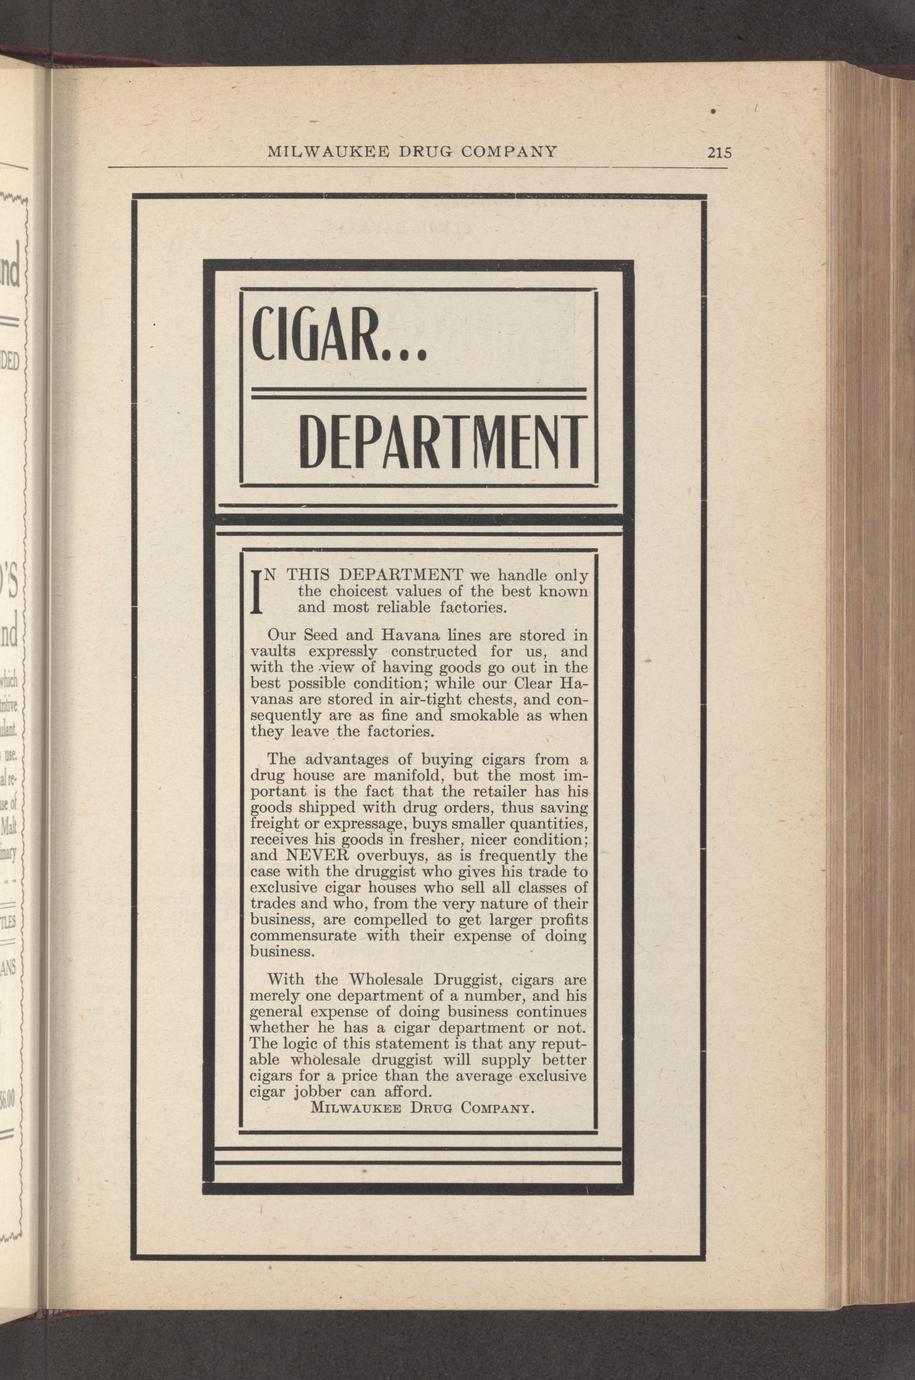 MILWAUKEE DRUG COMPANY 215
CIGAR...
DEPARTMENT
IN THIS DEPARTMENT we handle only
the choicest values of the best known
and most reliable factories.
Our Seed and Havana lines are stored in
vaults expressly constructed for us, and
with the view of having goods go out in the
best possible condition; while our Clear Ha-
vanas are stored in air-tight chests, and con-
sequently are as fine and smokable as when
they leave the factories.
The advantages of buying cigars from a
drug house are manifold, but the most im-
portant is the fact that the retailer has his
goods shipped with drug orders, thus saving
freight or expressage, buys smaller quantities,
receives his goods in fresher, nicer condition;
and NEVER overbuys, as is frequently the
case with the druggist who gives his trade to
exclusive cigar houses who sell all classes of
trades and who, from the very nature of their
business, are compelled to get larger profits
commensurate with their expense of doing
business.
With the Wholesale Druggist, cigars are
merely one department of a number, and his
general expense of doing business continues
whether he has a cigar department or not.
The logic of this statement is that any reput-
able wholesale druggist will supply better
cigars for a price than the average exclusive
cigar jobber can afford.
MILWAUKEE DRUG COMPANY.